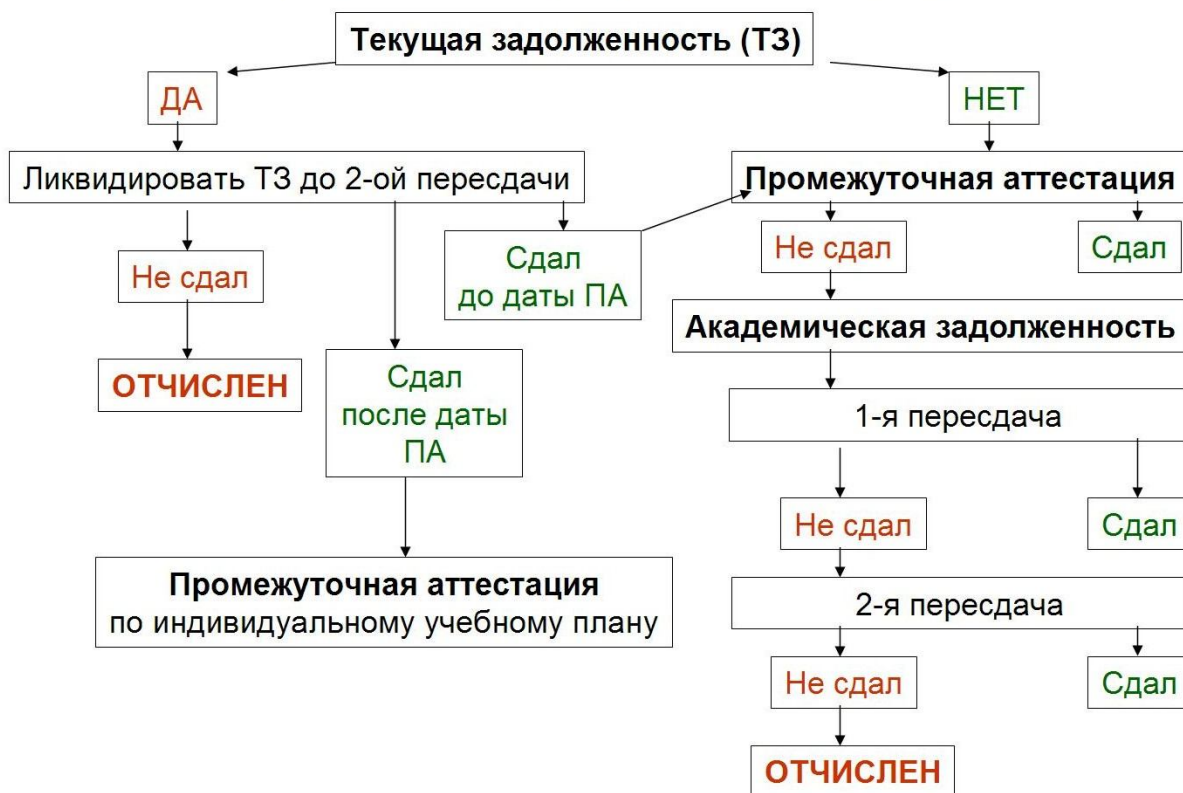 Текущая задолженность (ТЗ)
ДА
НЕТ
Ликвидировать ТЗ до 2-ой пересдачи
Промежуточная аттестация
Не сдал
Сдал
до даты ПА
Не сдал
Сдал
Академическая задолженность
ОТЧИСЛЕН
Сдал
после даты
ПА
1-я пересдача
Не сдал
Сдал
Промежуточная аттестация
по индивидуальному учебному плану
2-я пересдача
Не сдал
Сдал
ОТЧИСЛЕН